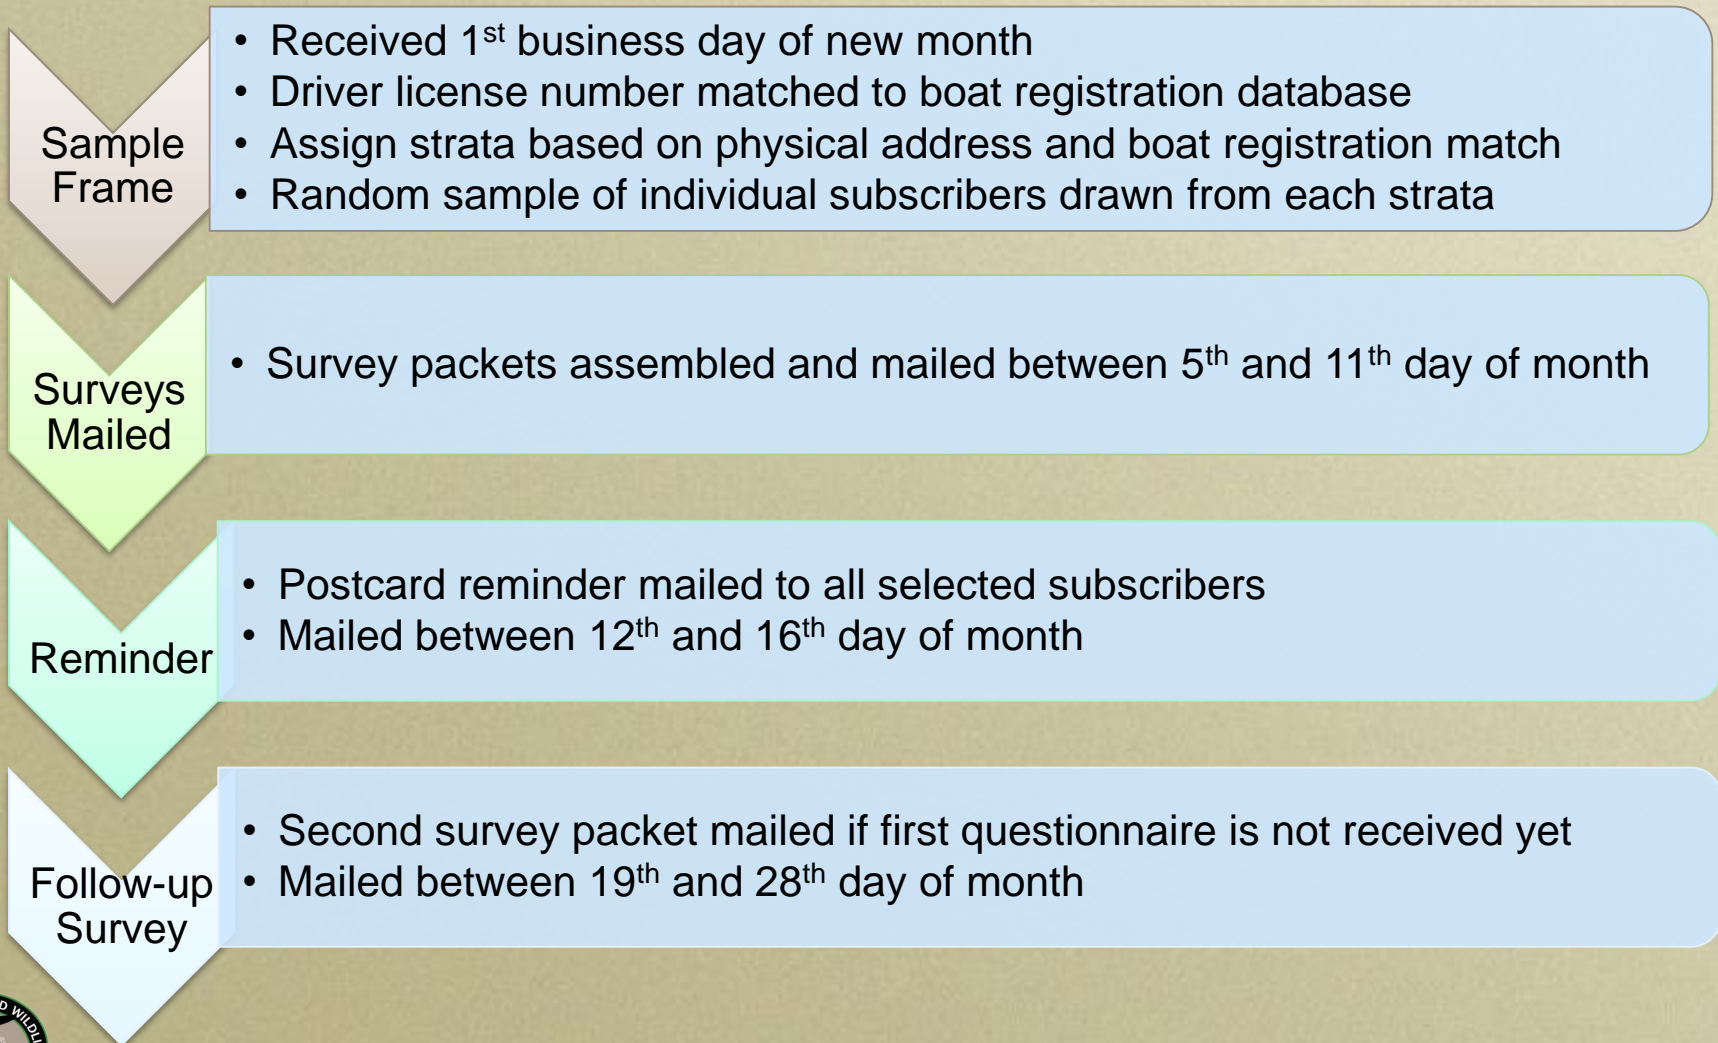 Sample
Frame
• Received 1st business day of new month
• Driver license number matched to boat registration database
• Assign strata based on physical address and boat registration match
• Random sample of individual subscribers drawn from each strata
Surveys
Mailed
• Survey packets assembled and mailed between 5th and 11th day of month
Reminder
• Postcard reminder mailed to all selected subscribers
• Mailed between 12th and 16th day of month
Follow-up
Survey
• Second survey packet mailed if first questionnaire is not received yet
• Mailed between 19th and 28th day of month